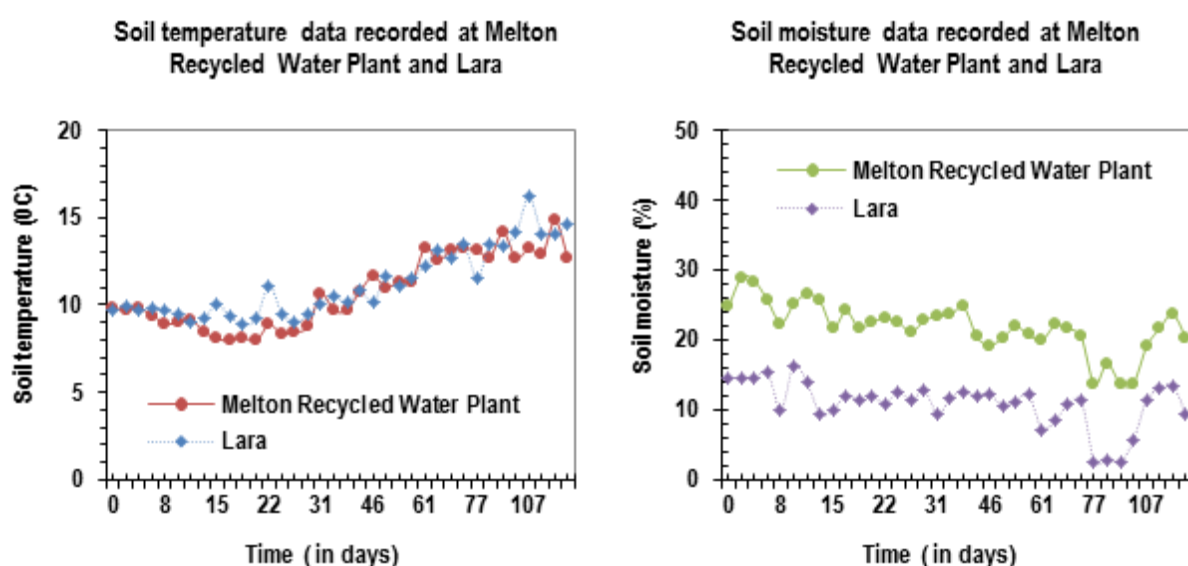 Soil temperature data recorded at Melton
Recycled Water Plant and Lara
20
15
10
5
0
Soil temperature (0C)
Melton Recycled Water Plant
Lara
0 8 15 22 31 46 61 77 107
Time ( in days)
Soil moisture data recorded at Melton
Recycled Water Plant and Lara
50
40
30
20
10
0
Soil moisture (%)
Melton Recycled Water Plant
Lara
0 8 15 22 31 46 61 77 107
Time ( in days)